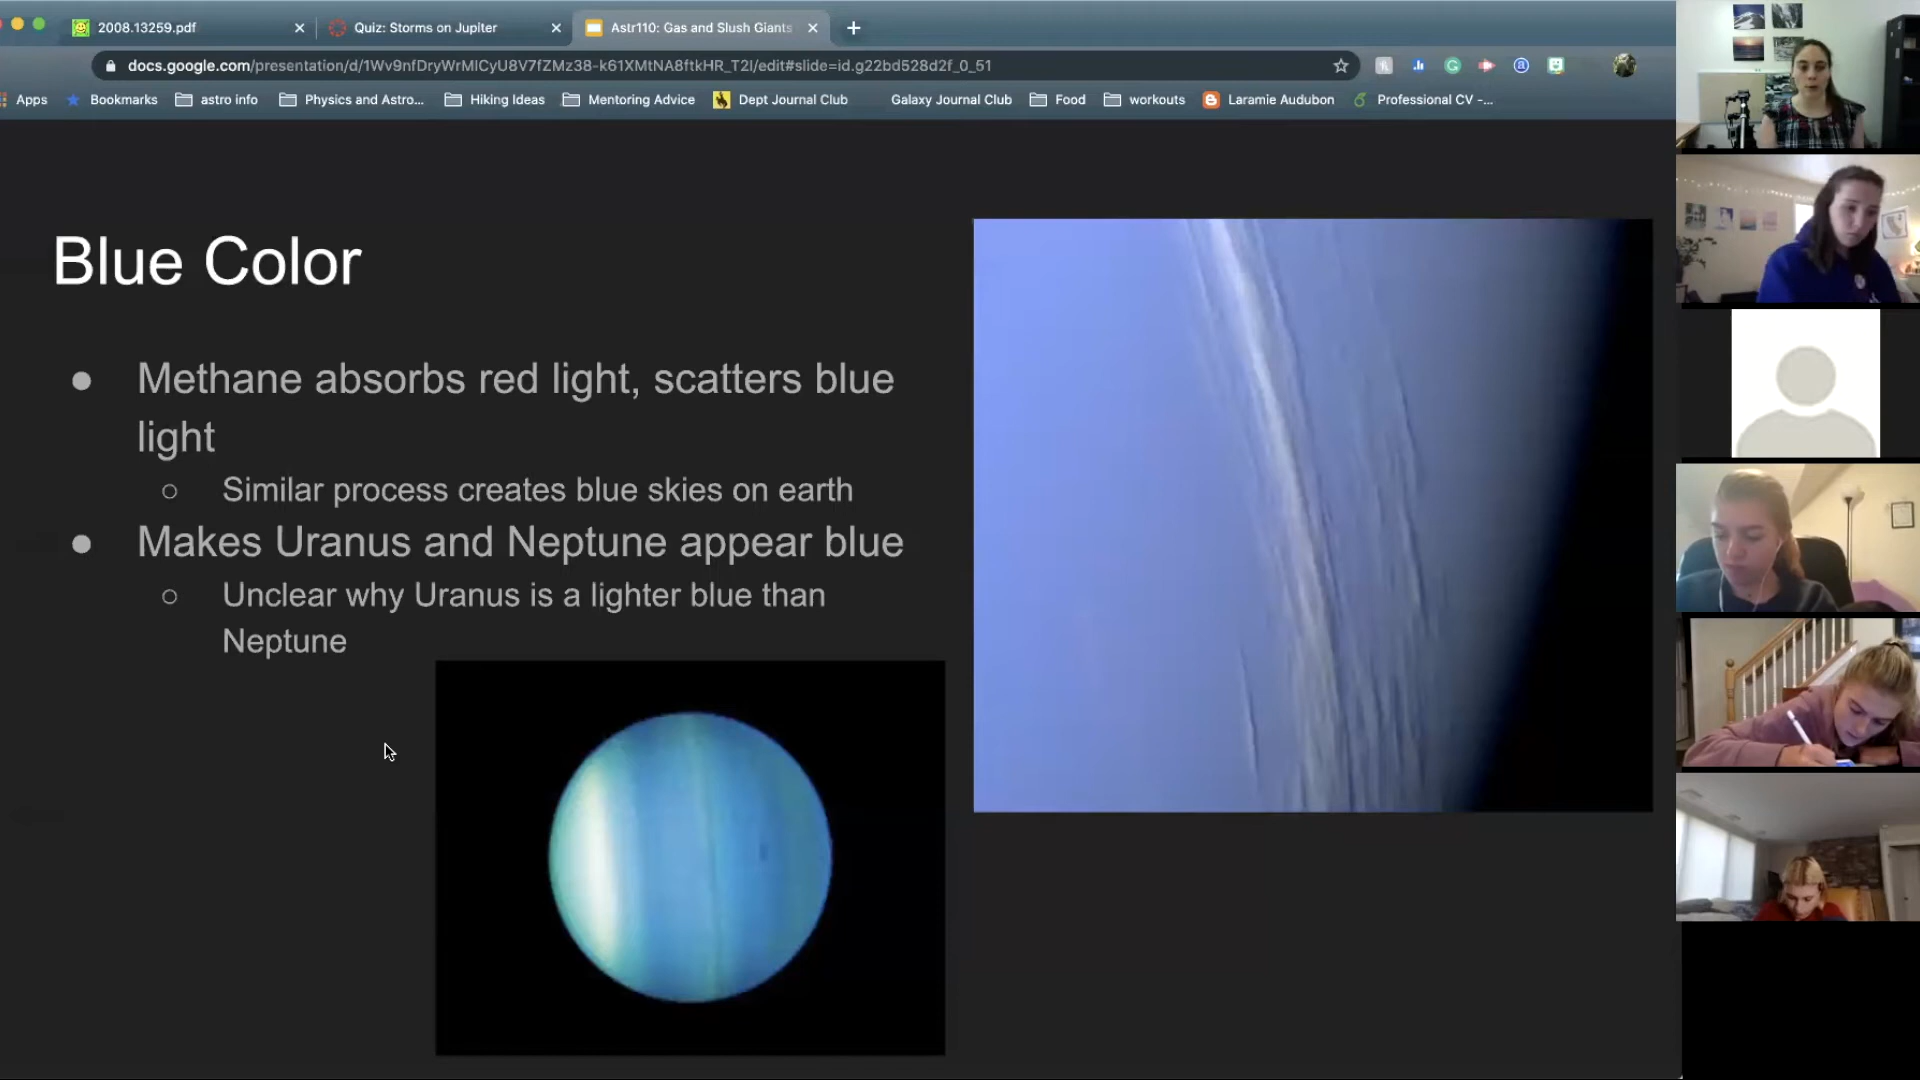 2008.13259.pdf
Quiz: Storms on Jupiter
Astr110: Gas and Slush Giants
docs.google.com/presentation/d/1Wv9nfDryWrMlCyU8V7fZMz38-k61XMtNA8ftkHR_T2I/edit#slide=id.g22bd528d2f_0_51
Apps
Bookmarks
astro info
Physics and Astro...
Hiking Ideas
Mentoring Advice
Dept Journal Club
Galaxy Journal Club
Food
workouts
Laramie Audubon
Professional CV -...
Blue Color
● Methane absorbs red light, scatters blue
light
○ Similar process creates blue skies on earth
● Makes Uranus and Neptune appear blue
○ Unclear why Uranus is a lighter blue than
Neptune